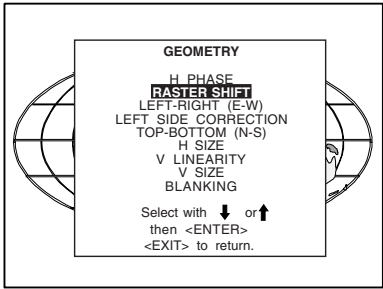 GEOMETRY
H PHASE
RASTER SHIFT
LEFT-RIGHT (E-W)
LEFT SIDE CORRECTION
TOP-BOTTOM (N-S)
H SIZE
V LINEARITY
V SIZE
BLANKING
Select with ⬇ or⬆
then <ENTER>
<EXIT> to return.